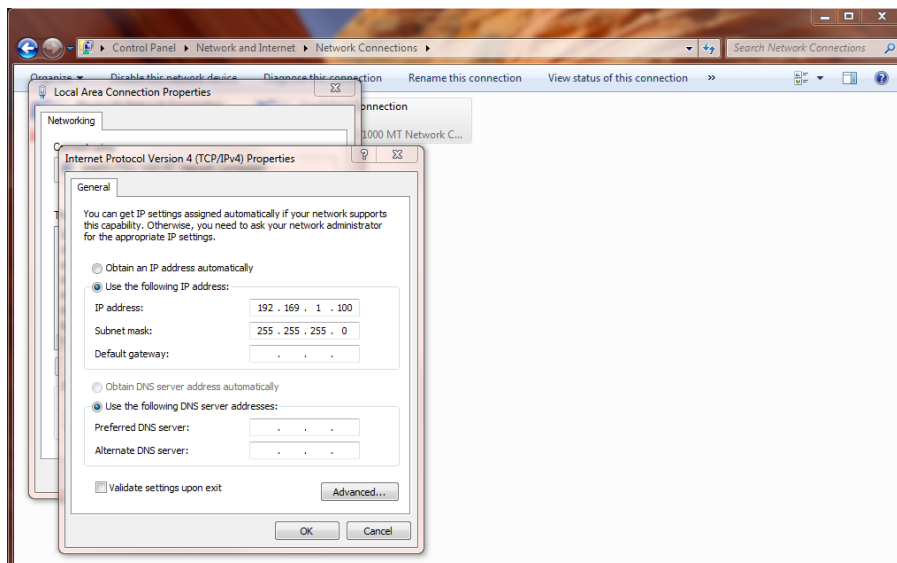 Control Panel ▸ Network and Internet ▸ Network Connections ▸
Search Network Connections
Organize Disable this network device Diagnose this connection Rename this connection View status of this connection »
Local Area Connection Properties
onnection
1000 MT Network C...
Networking
Internet Protocol Version 4 (TCP/IPv4) Properties
General
You can get IP settings assigned automatically if your network supports
this capability. Otherwise, you need to ask your network administrator
for the appropriate IP settings.
Obtain an IP address automatically
Use the following IP address:
IP address: 192 . 169 . 1 . 100
Subnet mask: 255 . 255 . 255 . 0
Default gateway: . . .
Obtain DNS server address automatically
Use the following DNS server addresses:
Preferred DNS server: . . .
Alternate DNS server: . . .
Validate settings upon exit
Advanced...
OK Cancel